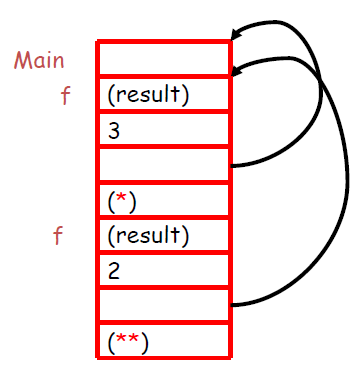 Main
f (result)
3
(*)
f (result)
2
(**)